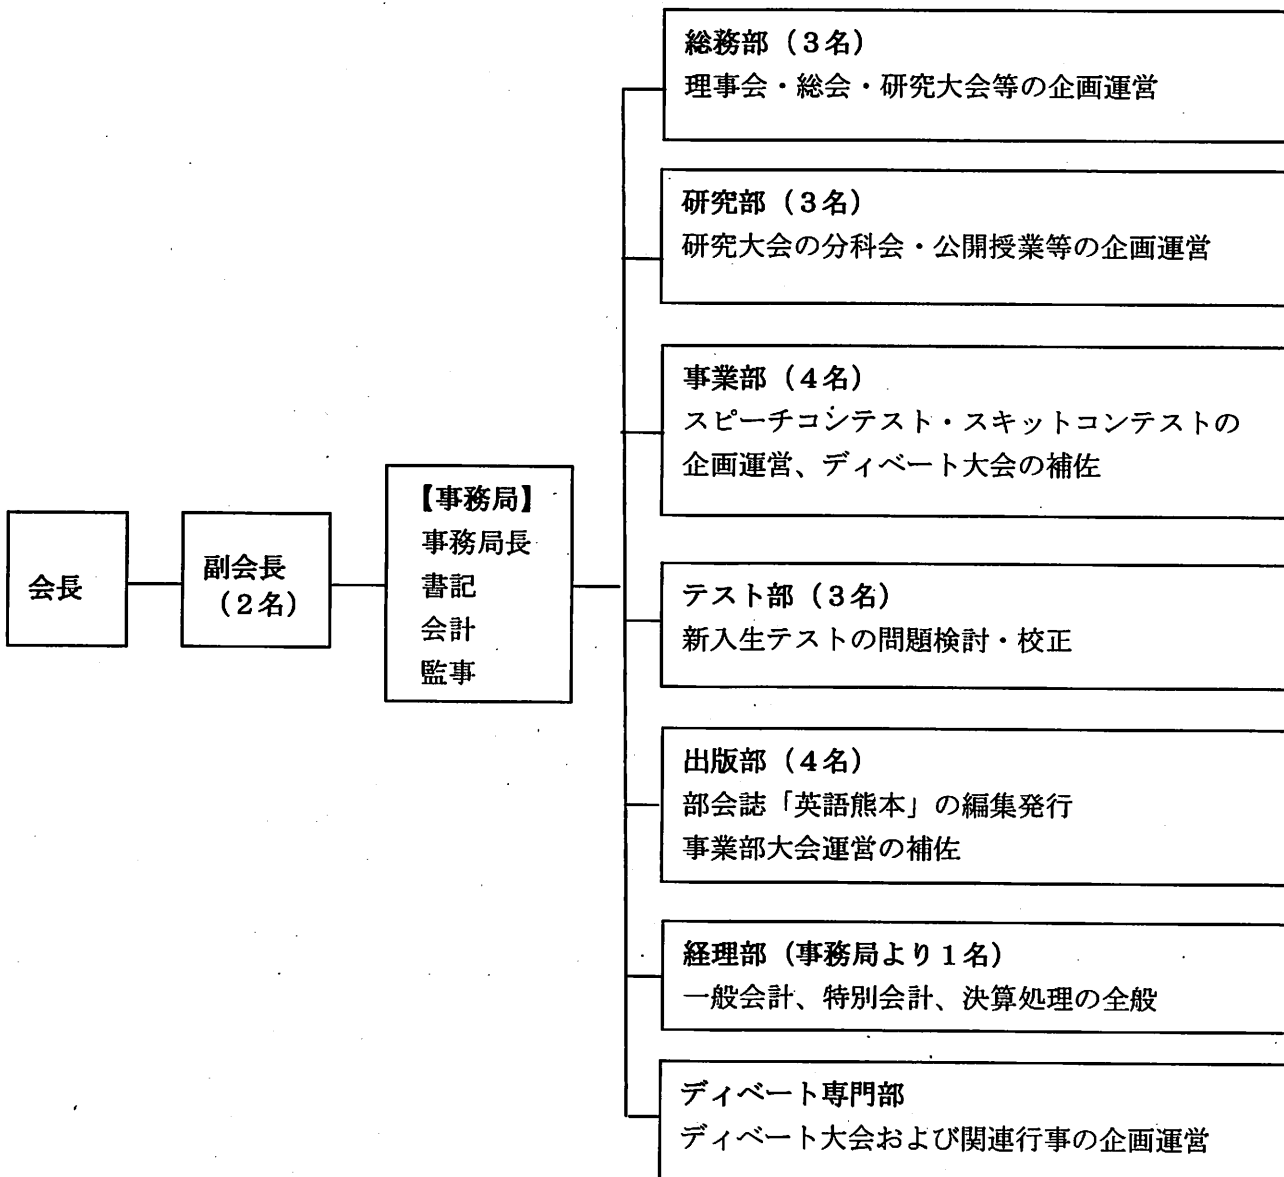 総務部（３名）
理事会・総会・研究大会等の企画運営
研究部（３名）
研究大会の分科会・公開授業等の企画運営
事業部（４名）
スピーチコンテスト・スキットコンテストの
企画運営、ディベート大会の補佐
【事務局】
事務局長
書記
会計
監事
会長
副会長
（２名）
テスト部（３名）
新入生テストの問題検討・校正
出版部（４名）
部会誌「英語熊本」の編集発行
事業部大会運営の補佐
経理部（事務局より１名）
一般会計、特別会計、決算処理の全般
ディベート専門部
ディベート大会および関連行事の企画運営